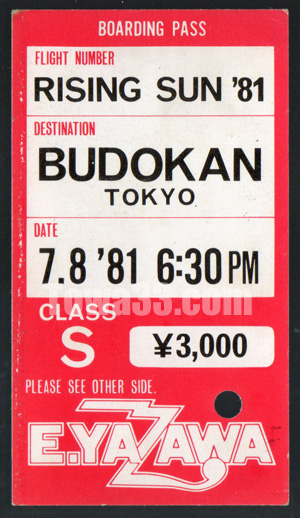 BOARDING PASS
FLIGHT NUMBER
RISING SUN '81
DESTINATION
BUDOKAN
TOKYO
DATE
7.8 '81 6:30 PM
CLASS
S
¥3,000
PLEASE SEE OTHER SIDE.
E.YAZAWA